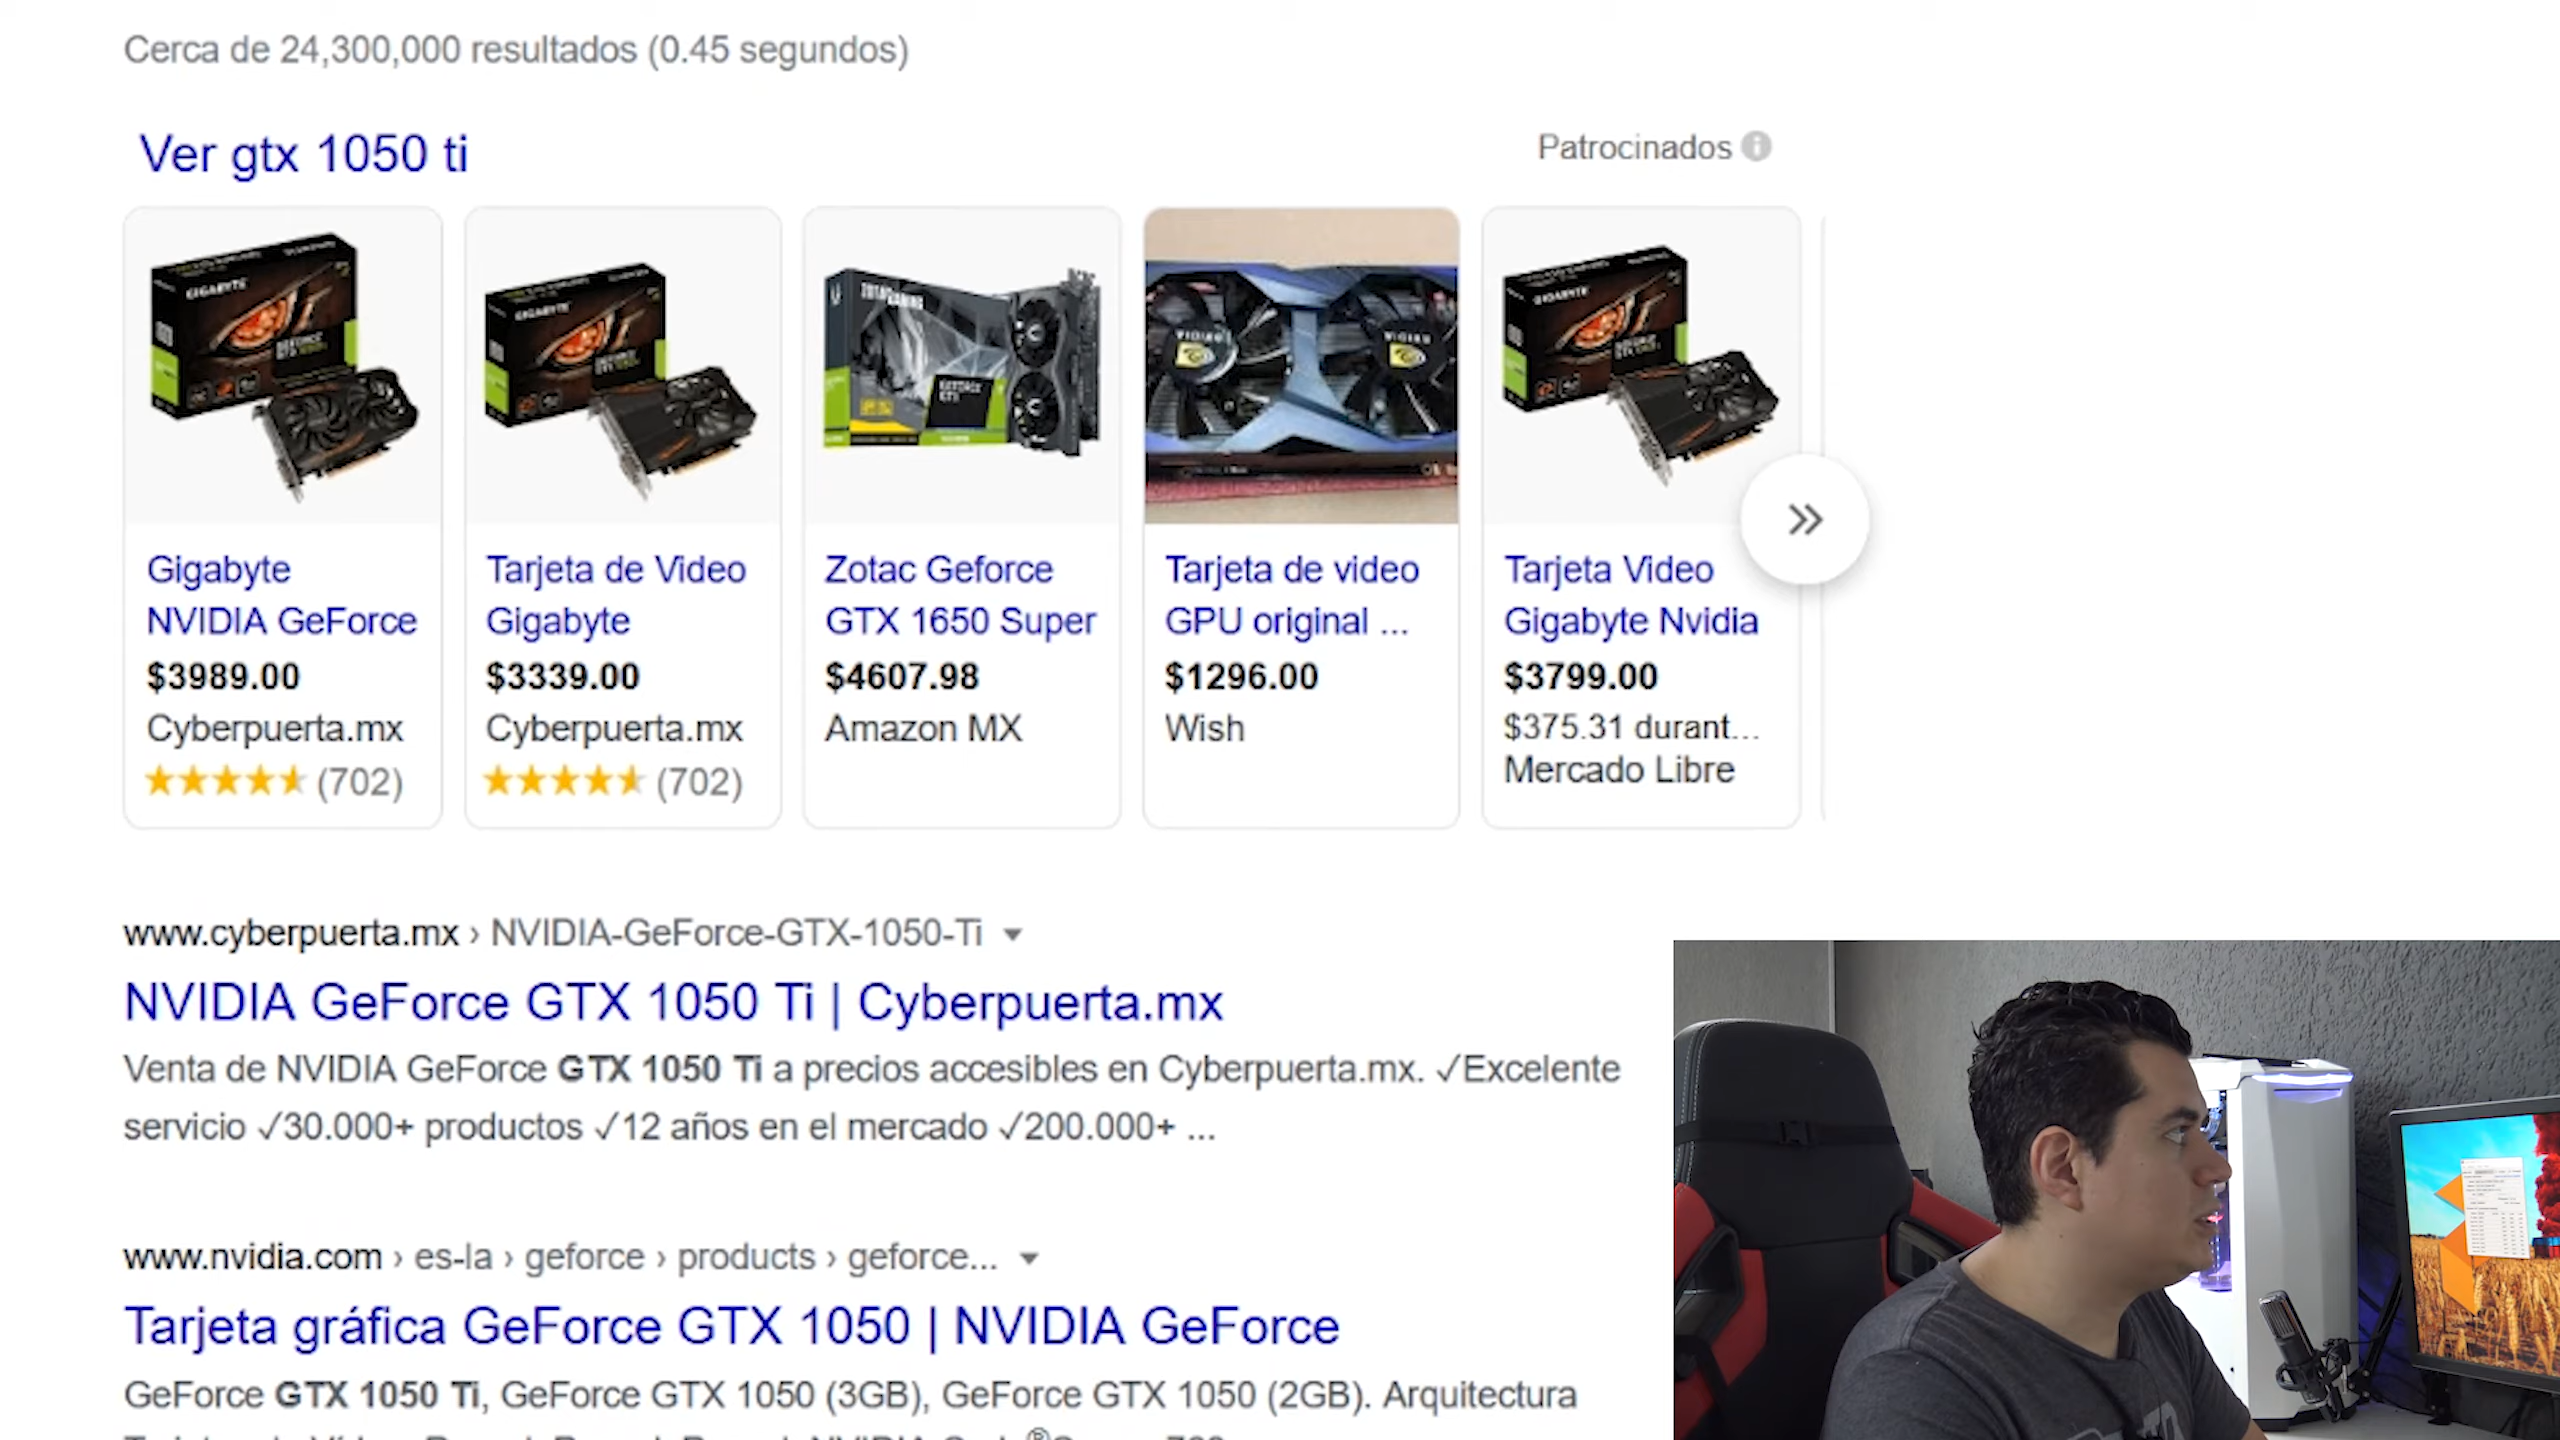 Cerca de 24,300,000 resultados (0.45 segundos)
Ver gtx 1050 ti
Patrocinados
GIGABYTE
GIGABYTE
GIGABYTE
Gigabyte
NVIDIA GeForce
$3989.00
Cyberpuerta.mx
(702)
Tarjeta de Video
Gigabyte
$3339.00
Cyberpuerta.mx
(702)
Zotac Geforce
GTX 1650 Super
$4607.98
Amazon MX
Tarjeta de video
GPU original ...
$1296.00
Wish
Tarjeta Video
Gigabyte Nvidia
$3799.00
$375.31 durant...
Mercado Libre
www.cyberpuerta.mx › NVIDIA-GeForce-GTX-1050-Ti
NVIDIA GeForce GTX 1050 Ti | Cyberpuerta.mx
Venta de NVIDIA GeForce GTX 1050 Ti a precios accesibles en Cyberpuerta.mx. ✓Excelente
servicio ✓30.000+ productos ✓12 años en el mercado ✓200.000+ ...
www.nvidia.com › es-la › geforce › products › geforce...
Tarjeta gráfica GeForce GTX 1050 | NVIDIA GeForce
GeForce GTX 1050 Ti, GeForce GTX 1050 (3GB), GeForce GTX 1050 (2GB). Arquitectura